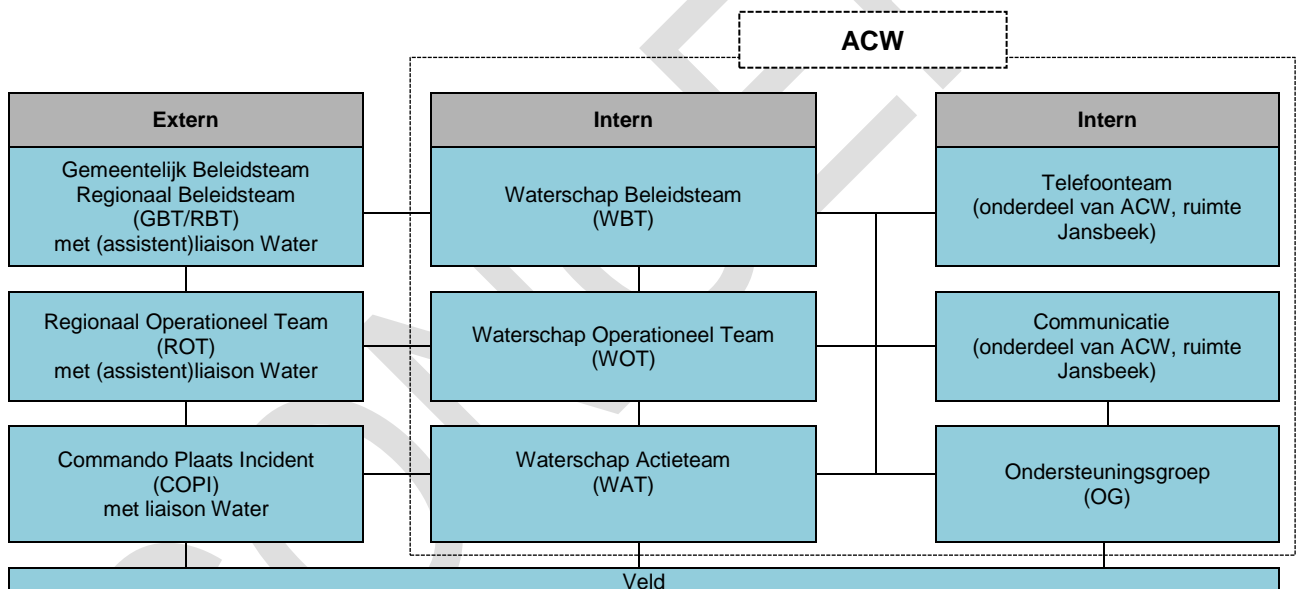 ACW
Extern
Gemeentelijk Beleidsteam
Regionaal Beleidsteam
(GBT/RBT)
met (assistent)liaison Water
Regionaal Operationeel Team
(ROT)
met (assistent)liaison Water
Commando Plaats Incident
(COPI)
met liaison Water
Intern
Waterschap Beleidsteam
(WBT)
Waterschap Operationeel Team
(WOT)
Waterschap Actieteam
(WAT)
Intern
Telefoonteam
(onderdeel van ACW, ruimte
Jansbeek)
Communicatie
(onderdeel van ACW, ruimte
Jansbeek)
Ondersteuningsgroep
(OG)
Veld